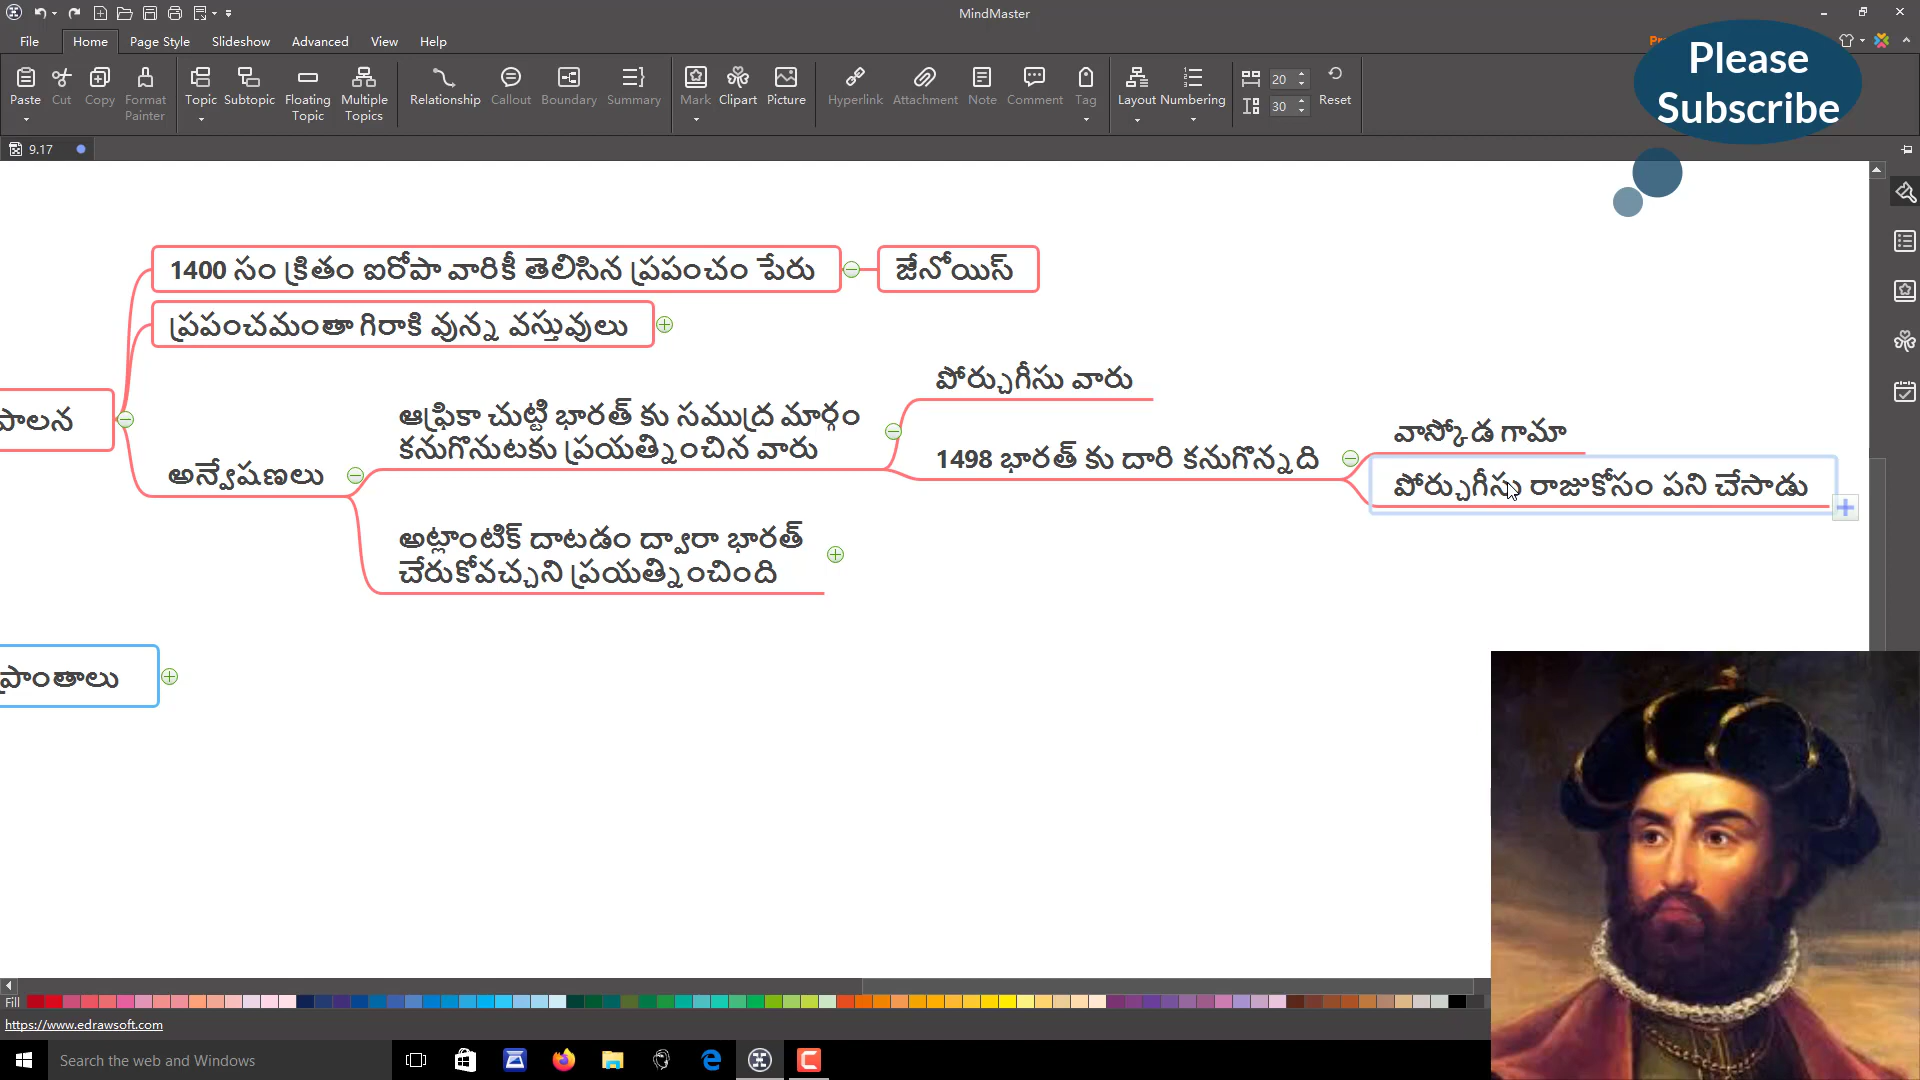 MindMaster
File
Home
Page Style
Slideshow
Advanced
View
Help
Please
Subscribe
Paste
Cut
Copy
Format
Painter
Topic
Subtopic
Floating
Topic
Multiple
Topics
Relationship
Callout
Boundary
Summary
Mark
Clipart
Picture
Hyperlink
Attachment
Note
Comment
Tag
Layout
Numbering
20
30
Reset
9.17
1400 సం క్రితం ఐరోపా వారికీ తెలిసిన ప్రపంచం పేరు
జేనోయిస్
ప్రపంచమంతా గిరాకి వున్న వస్తువులు
పాలన
అన్వేషణలు
ఆఫ్రికా చుట్టి భారత్ కు సముద్ర మార్గం
కనుగొనుటకు ప్రయత్నించిన వారు
పోర్చుగీసు వారు
1498 భారత్ కు దారి కనుగొన్నది
వాస్కోడ గామా
పోర్చుగీసు రాజుకోసం పని చేసాడు
అట్లాంటిక్ దాటడం ద్వారా భారత్
చేరుకోవచ్చని ప్రయత్నించింది
ప్రాంతాలు
Fill
https://www.edrawsoft.com
Search the web and Windows